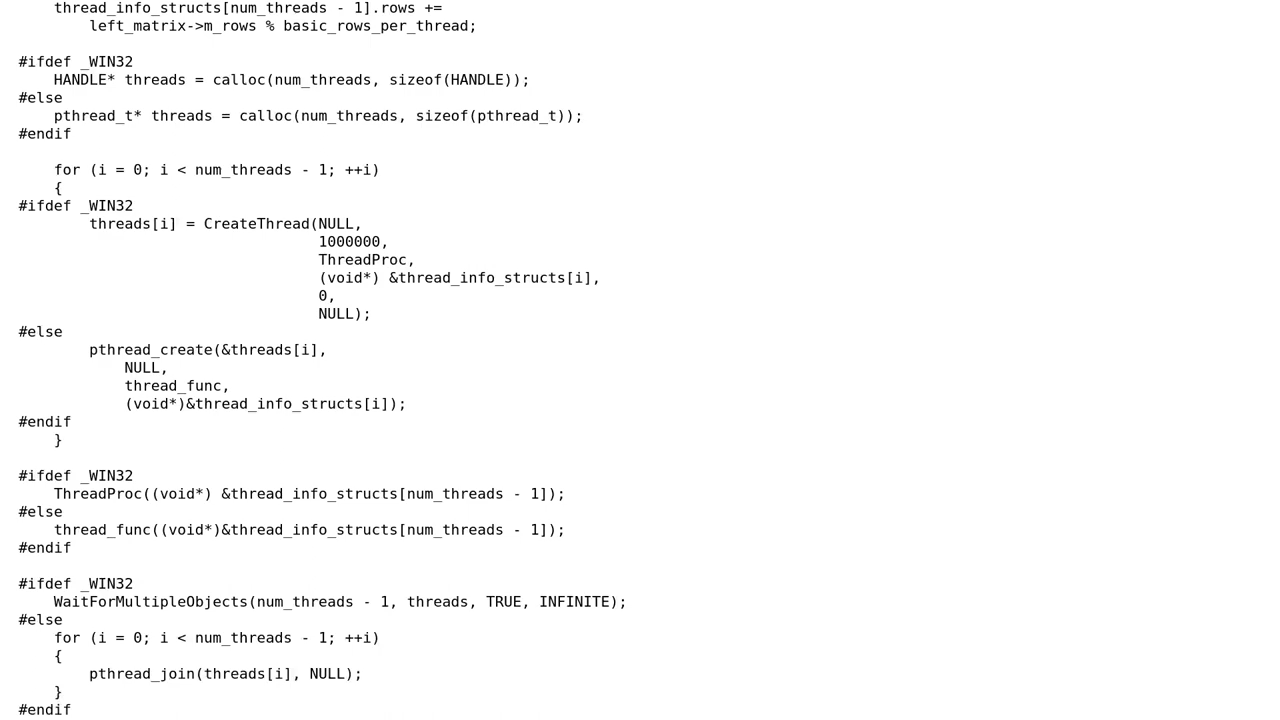 thread_info_structs[num_threads - 1].rows +=
left_matrix->m_rows % basic_rows_per_thread;
#ifdef _WIN32
HANDLE* threads = calloc(num_threads, sizeof(HANDLE));
#else
pthread_t* threads = calloc(num_threads, sizeof(pthread_t));
#endif
for (i = 0; i < num_threads - 1; ++i)
{
#ifdef _WIN32
threads[i] = CreateThread(NULL,
1000000,
ThreadProc,
(void*) &thread_info_structs[i],
0,
NULL);
#else
pthread_create(&threads[i],
NULL,
thread_func,
(void*)&thread_info_structs[i]);
#endif
}
#ifdef _WIN32
ThreadProc((void*) &thread_info_structs[num_threads - 1]);
#else
thread_func((void*)&thread_info_structs[num_threads - 1]);
#endif
#ifdef _WIN32
WaitForMultipleObjects(num_threads - 1, threads, TRUE, INFINITE);
#else
for (i = 0; i < num_threads - 1; ++i)
{
pthread_join(threads[i], NULL);
}
#endif